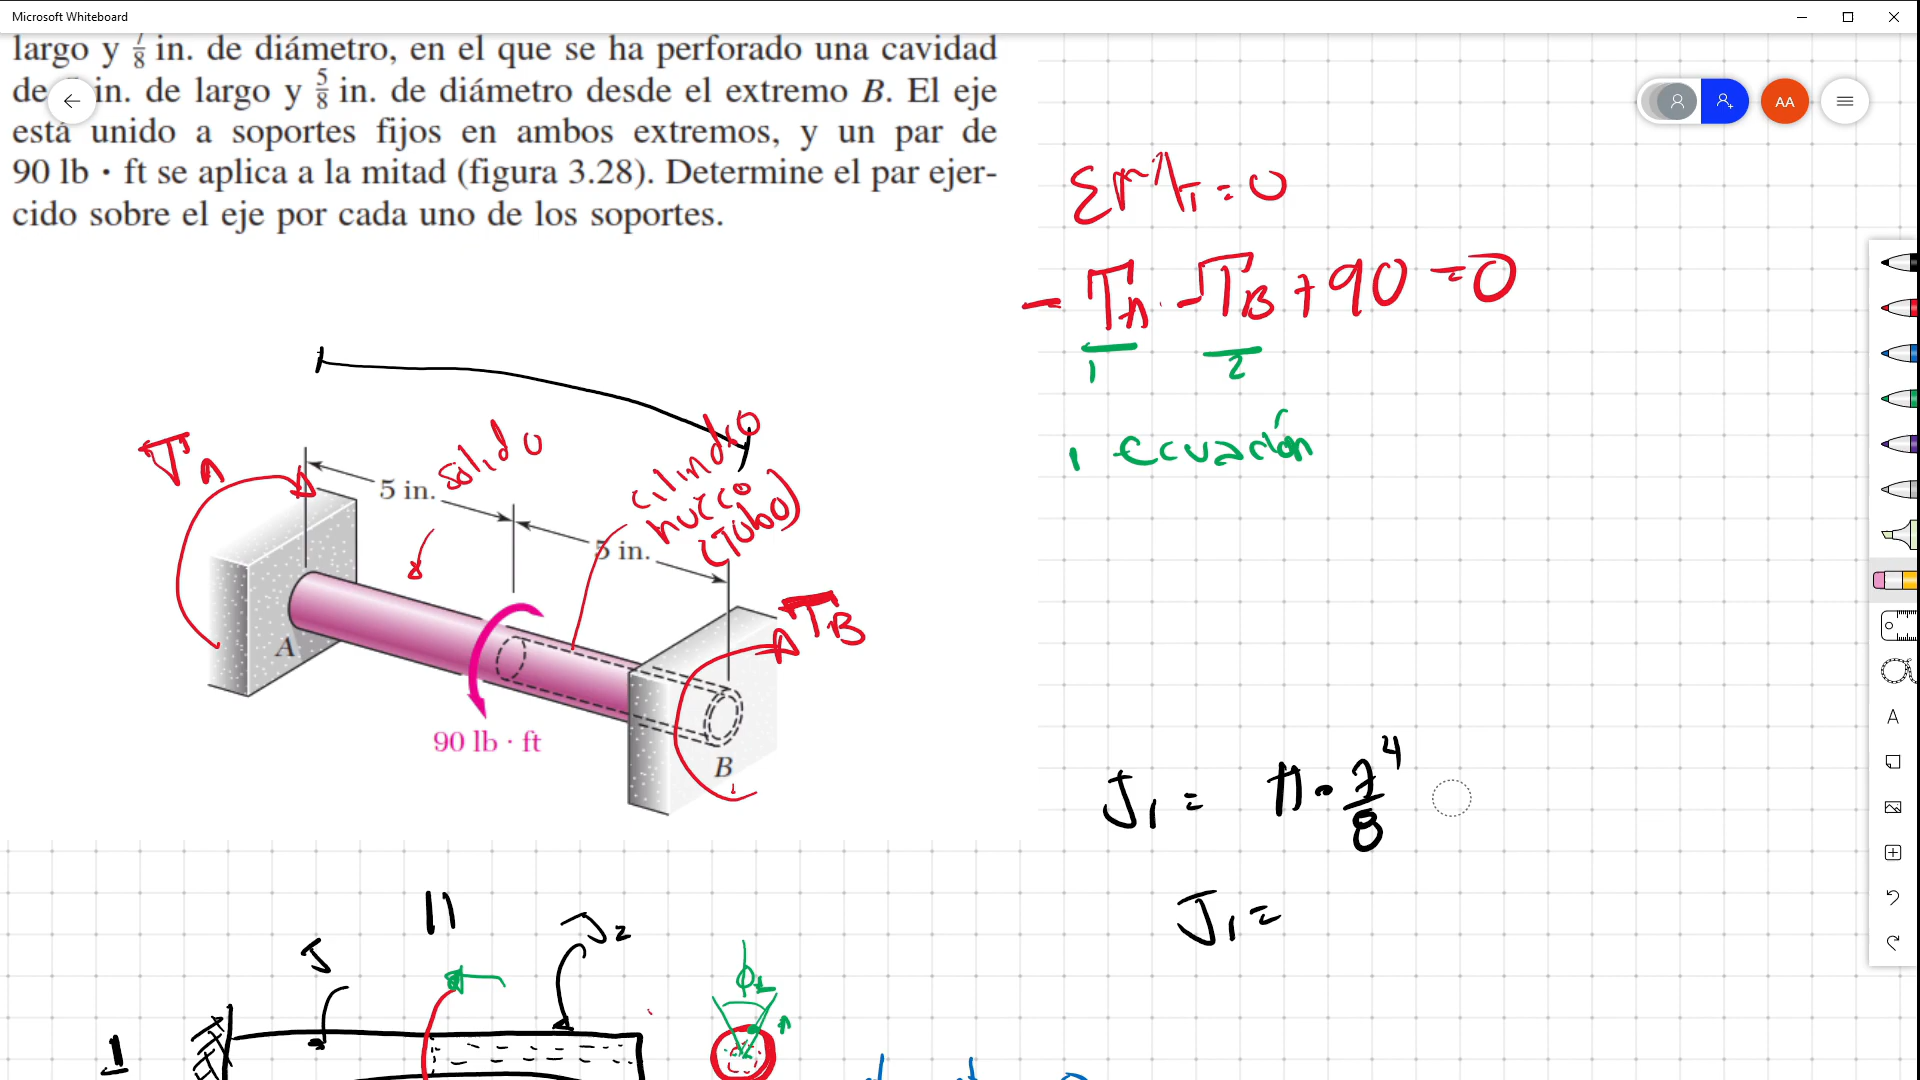 Microsoft Whiteboard
largo y 7/8 in. de diámetro, en el que se ha perforado una cavidad
de in. de largo y 5/8 in. de diámetro desde el extremo B. El eje
está unido a soportes fijos en ambos extremos, y un par de
90 lb · ft se aplica a la mitad (figura 3.28). Determine el par ejer-
cido sobre el eje por cada uno de los soportes.
AA
= 0
- TA - TB + 90 = 0
1 2
1 Ecuación
TA
5 in.
solido
cilindro
hueco
(Tubo)
5 in.
TB
A
90 lb · ft
B
J1 = π · 7/8 4
J1 =
J
J2
ϕ
1
A